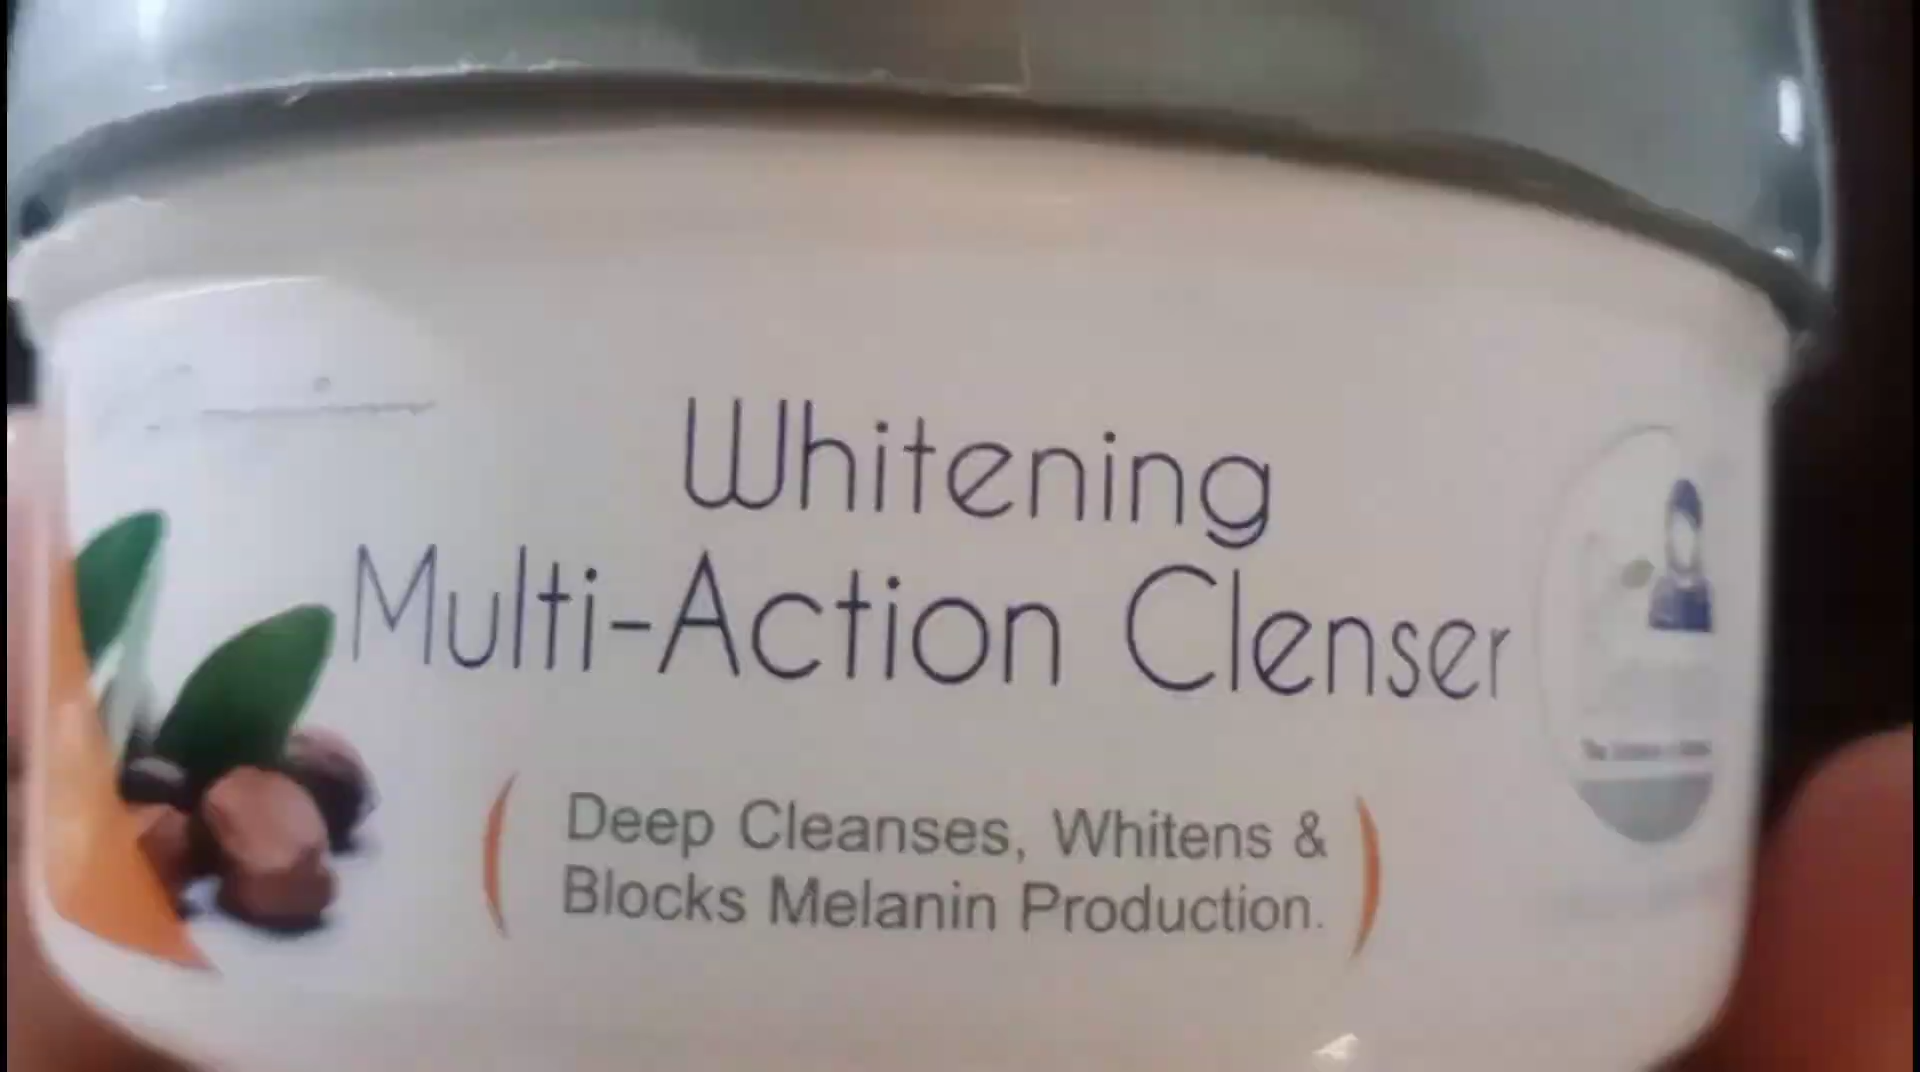 Whitening
Multi-Action Clenser
Deep Cleanses, Whitens &
Blocks Melanin Production.